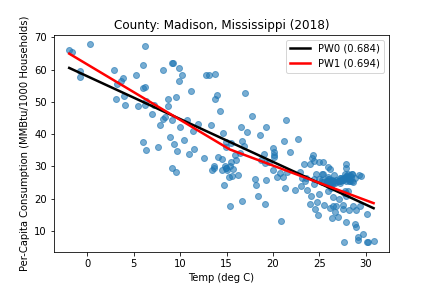 County: Madison, Mississippi (2018)
Per-Capita Consumption (MMBtu/1000 Households)
70
60
50
40
30
20
10
PW0 (0.684)
PW1 (0.694)
0
5
10
15
20
25
30
Temp (deg C)